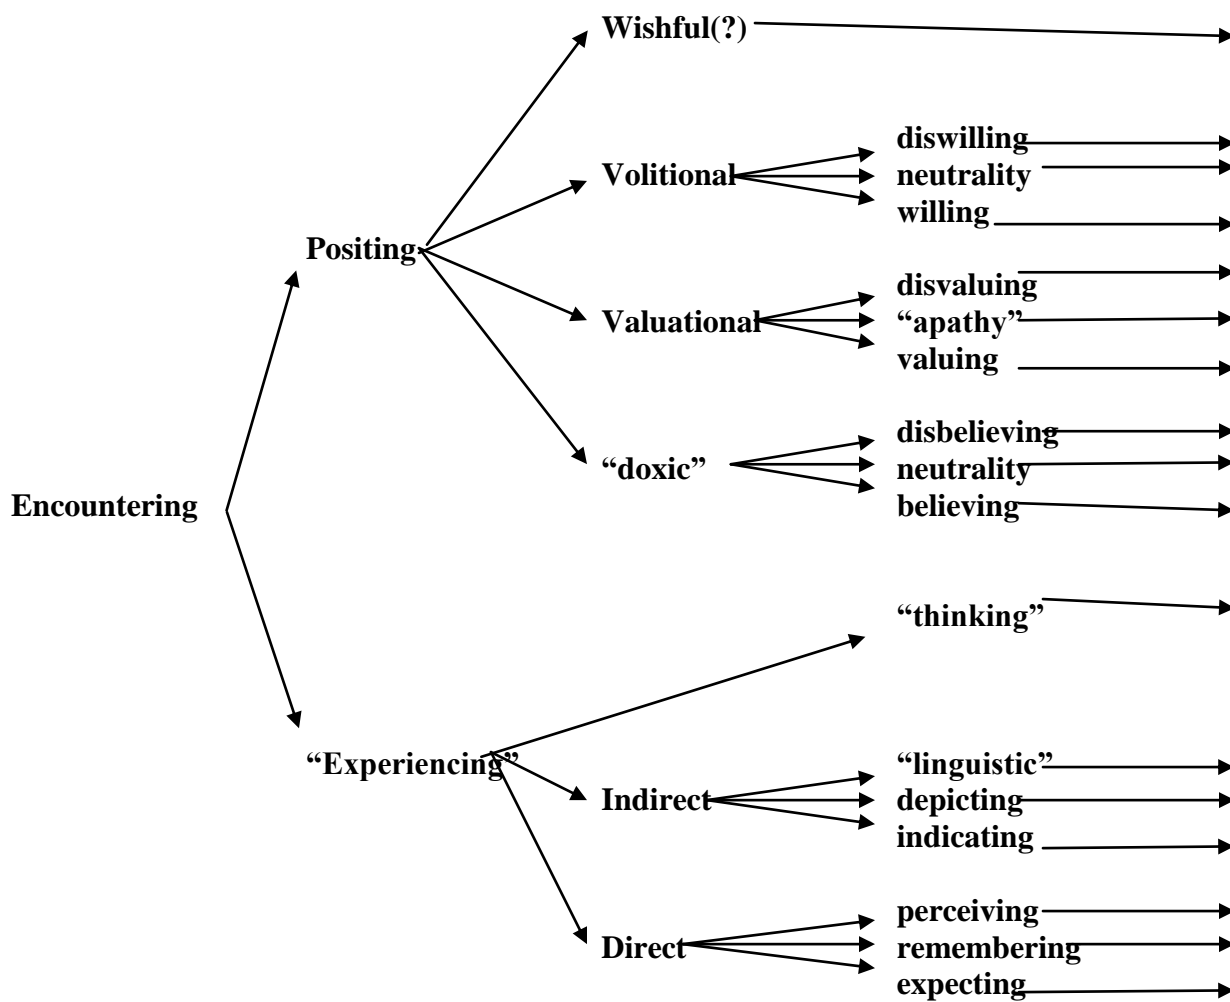 Wishful(?)
diswilling
Volitional
neutrality
willing
Positing
disvaluing
Valuational
“apathy”
valuing
disbelieving
“doxic”
neutrality
Encountering
believing
“thinking”
“Experiencing”
“linguistic”
Indirect
depicting
indicating
perceiving
Direct
remembering
expecting